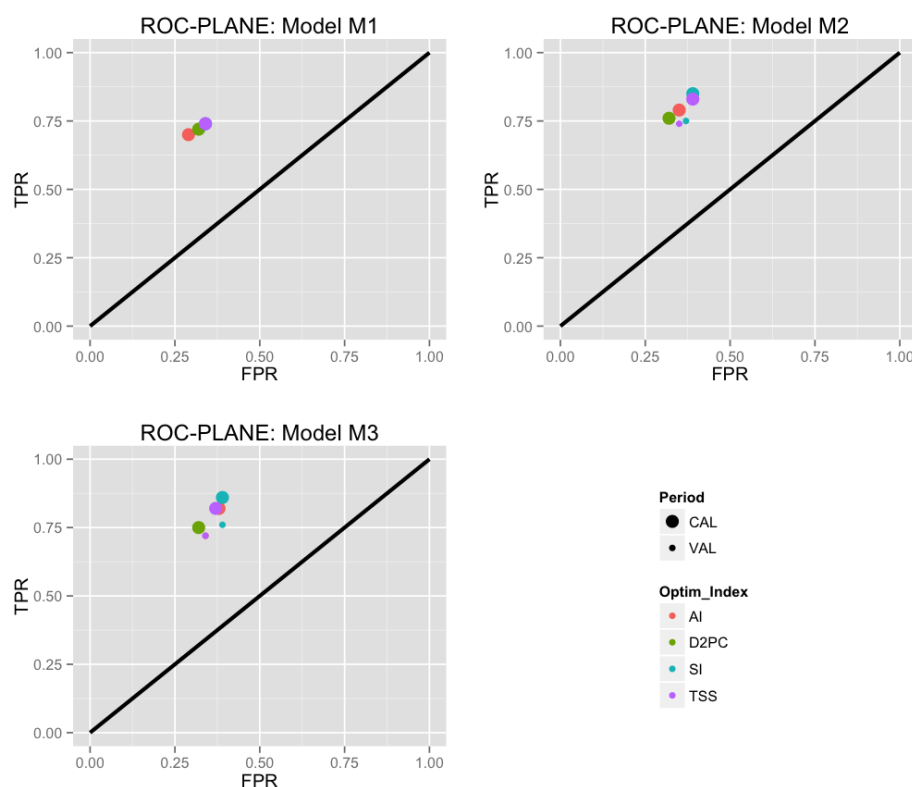 ROC-PLANE: Model M1
1.00
0.75
0.50
0.25
0.00
TPR
0.00 0.25 0.50 0.75 1.00
FPR
ROC-PLANE: Model M2
1.00
0.75
0.50
0.25
0.00
TPR
0.00 0.25 0.50 0.75 1.00
FPR
ROC-PLANE: Model M3
1.00
0.75
0.50
0.25
0.00
TPR
0.00 0.25 0.50 0.75 1.00
FPR
Period
CAL
VAL
Optim_Index
AI
D2PC
SI
TSS